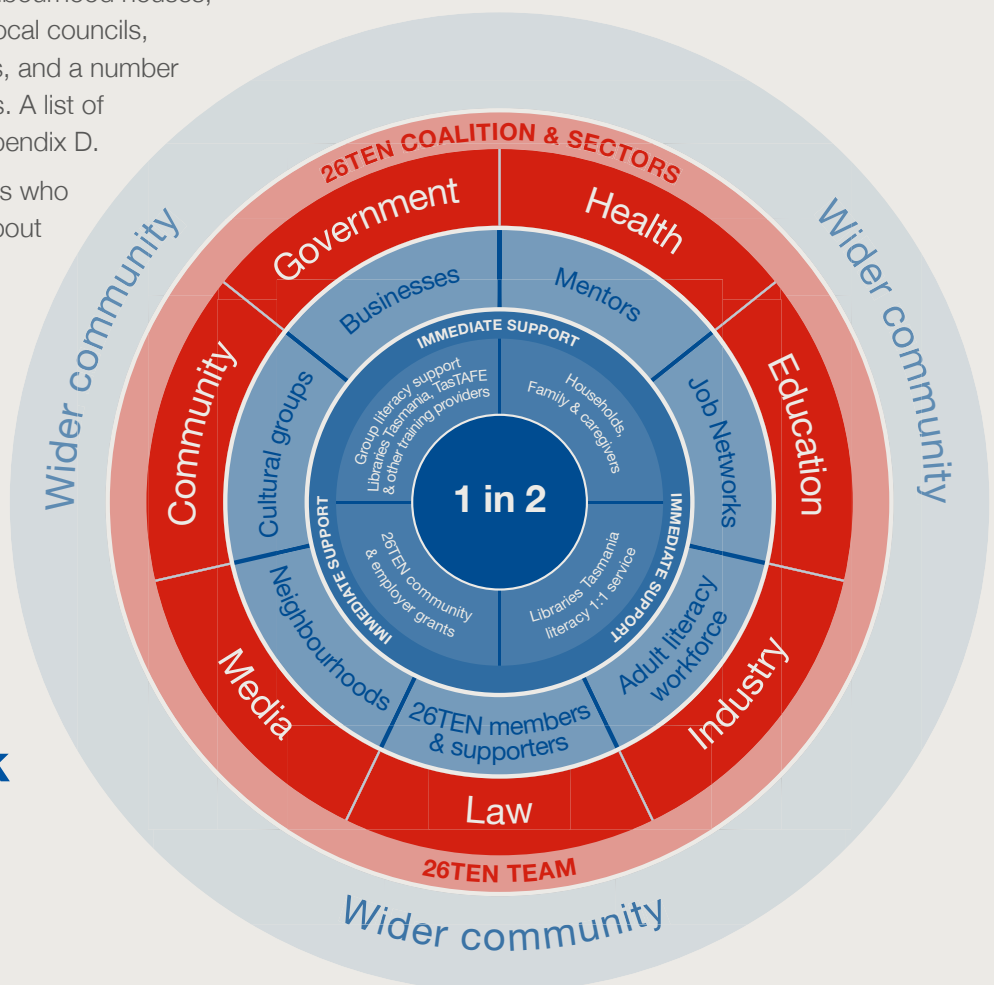 bourhood houses,
ocal councils,
s, and a number
s. A list of
pendix D.
s who
bout
k
Wider community
Wider community
Wider community
26TEN COALITION & SECTORS
Government
Health
Education
Industry
Law
Media
Community
26TEN TEAM
Businesses
Mentors
Job Networks
Adult literacy
workforce
26TEN members
& supporters
Neighbourhoods
Cultural groups
IMMEDIATE SUPPORT
IMMEDIATE SUPPORT
IMMEDIATE SUPPORT
Group literacy support
Libraries Tasmania, TasTAFE
& other training providers
Households,
Family & caregivers
Libraries Tasmania
literacy 1:1 service
26TEN community
& employer grants
1 in 2